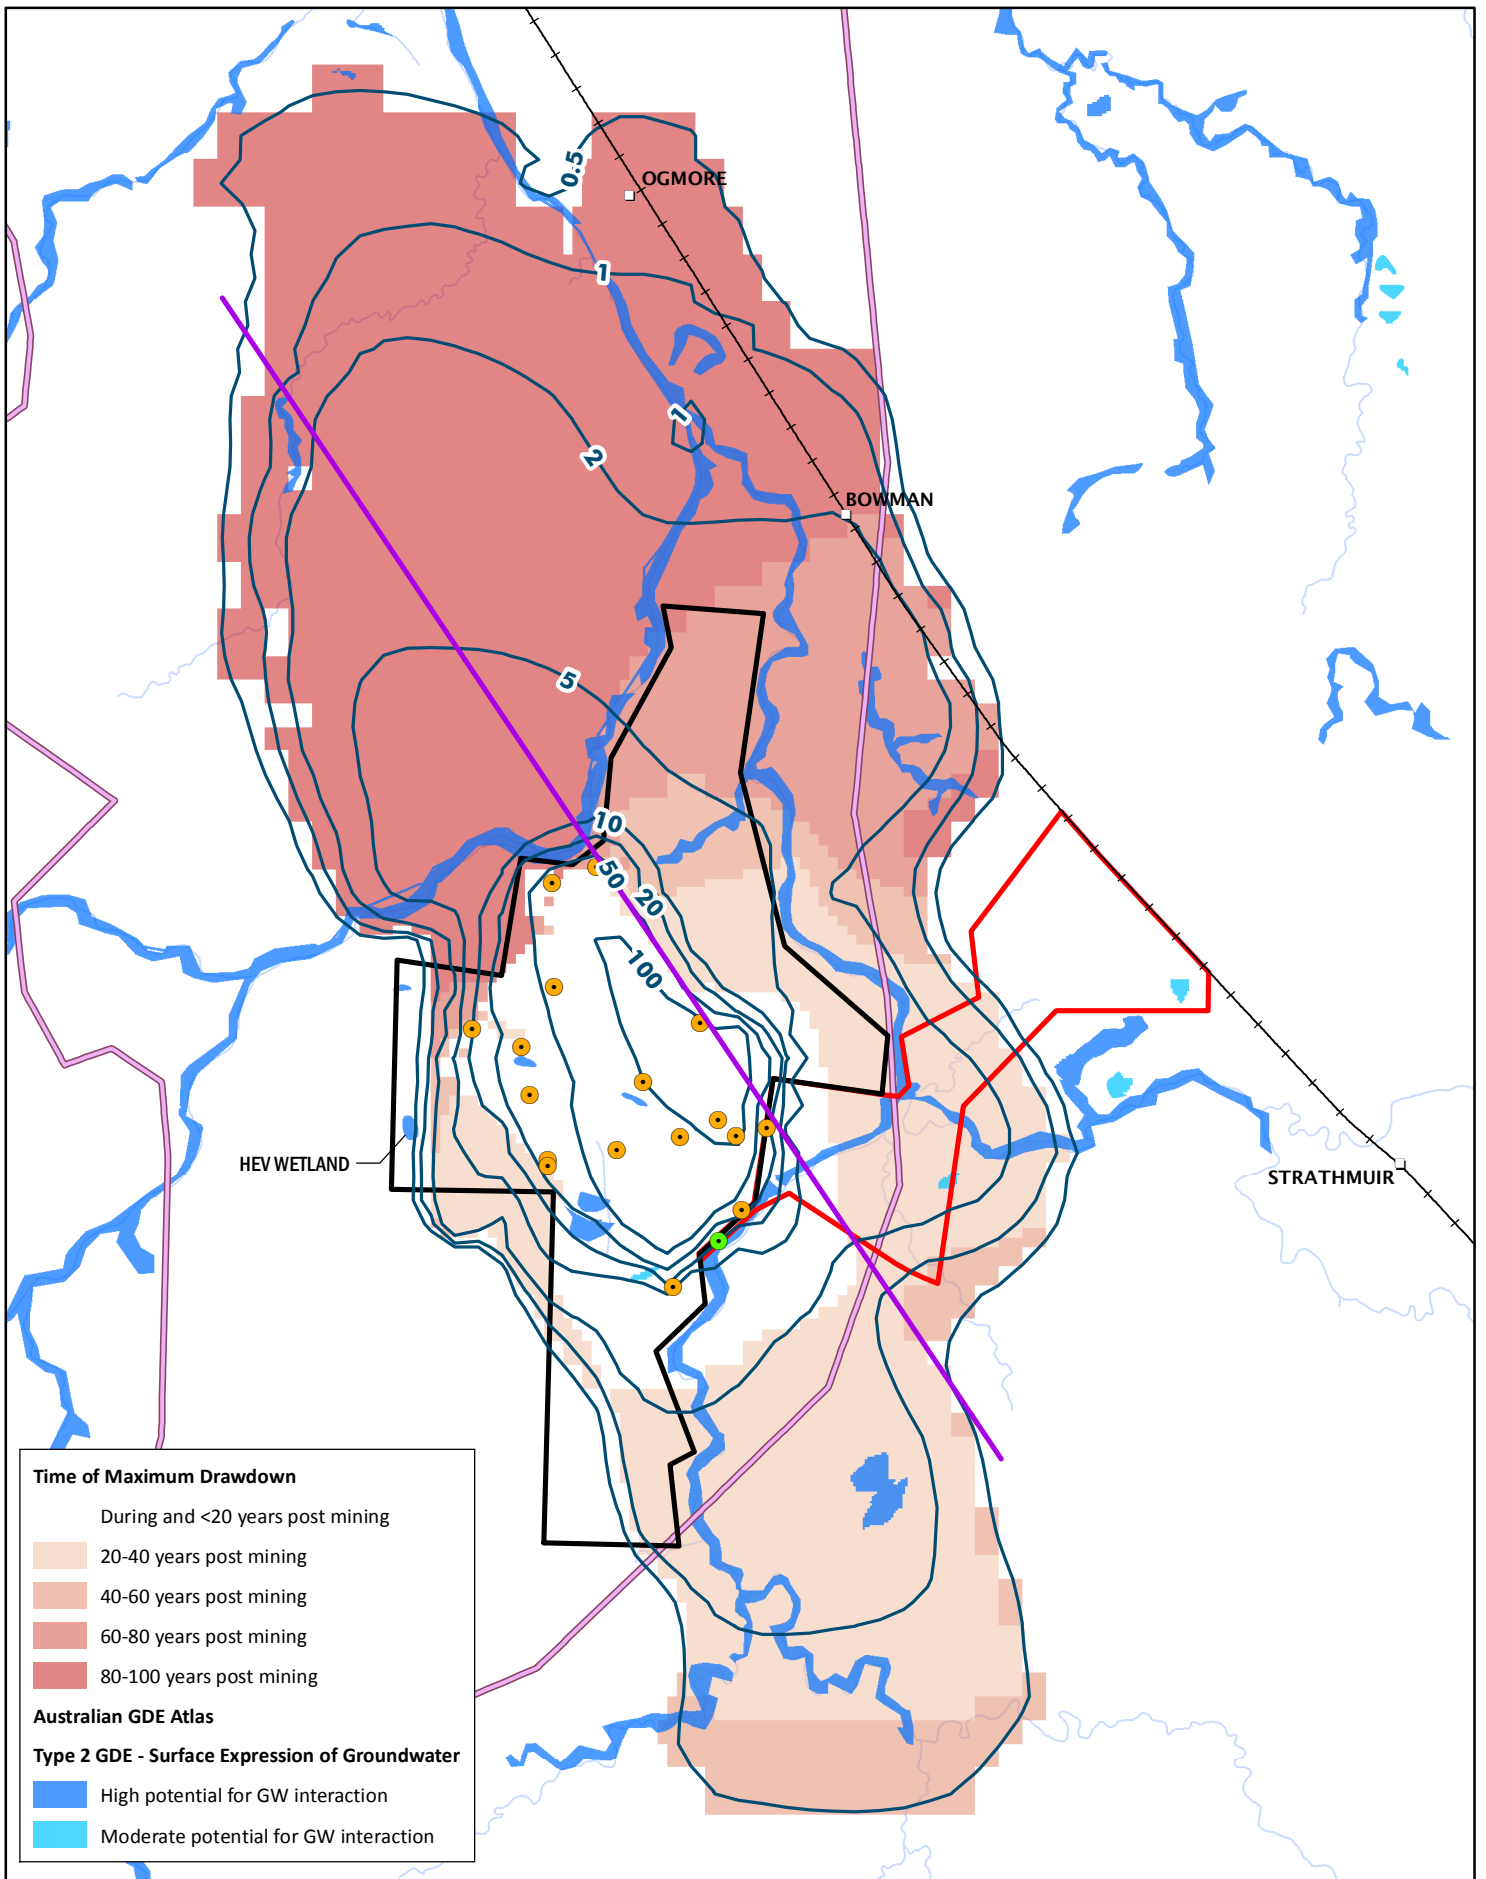 0.5
OGMORE
1
1
2
BOWMAN
5
10
50
20
100
HEV WETLAND
STRATHMUIR
Time of Maximum Drawdown
During and <20 years post mining
20-40 years post mining
40-60 years post mining
60-80 years post mining
80-100 years post mining
Australian GDE Atlas
Type 2 GDE - Surface Expression of Groundwater
High potential for GW interaction
Moderate potential for GW interaction